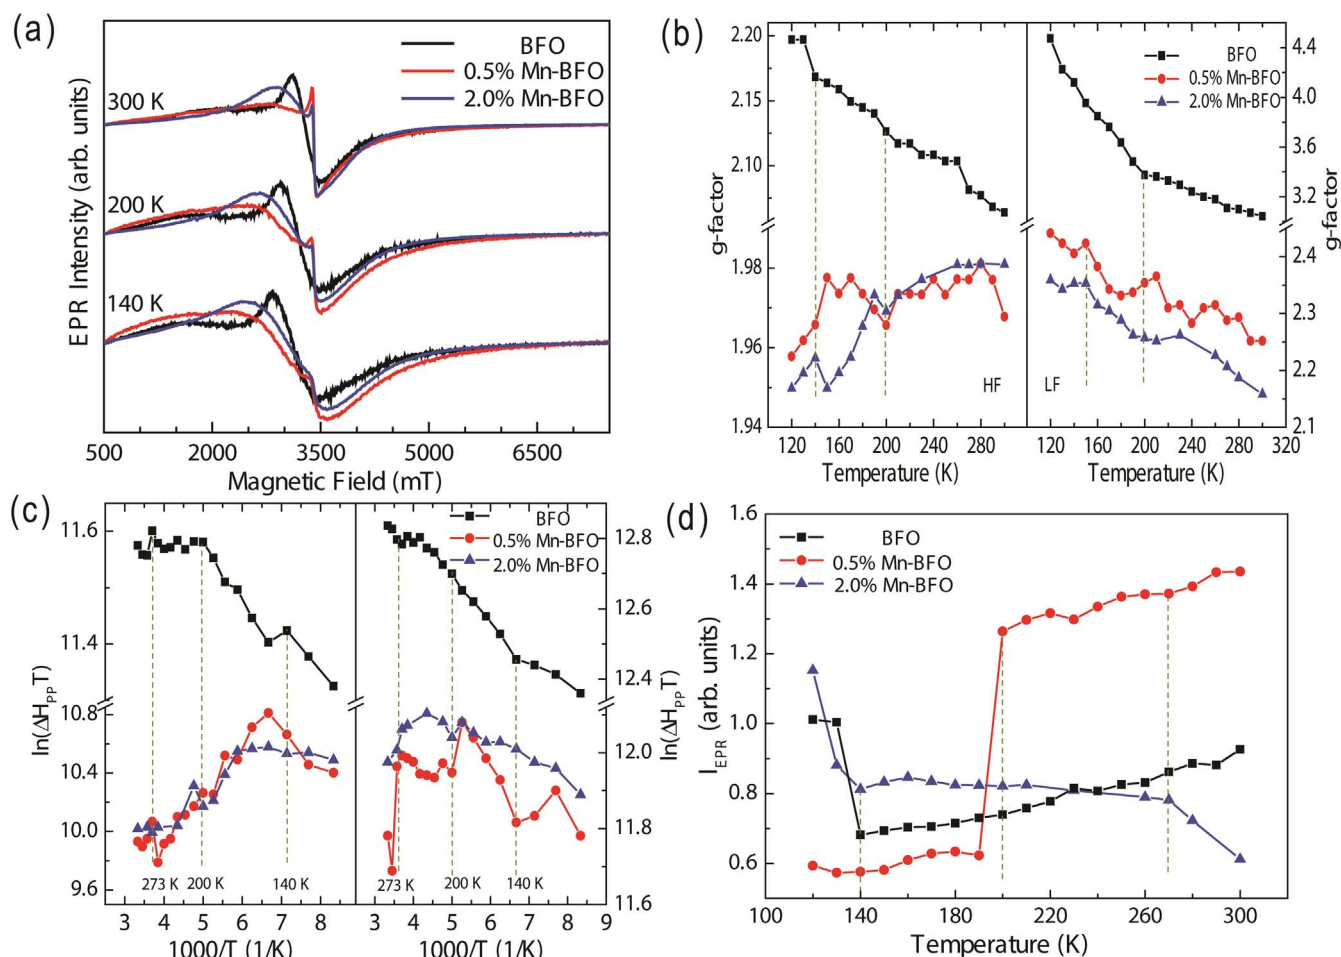 (a)
BFO
0.5% Mn-BFO
2.0% Mn-BFO
300 K
200 K
140 K
EPR Intensity (arb. units)
500 2000 3500 5000 6500
Magnetic Field (mT)
(b)
2.20
2.15
2.10
1.98
1.96
1.94
g-factor
BFO
0.5% Mn-BFO
2.0% Mn-BFO
4.4
4.0
3.6
3.2
2.4
2.3
2.2
2.1
g-factor
HF LF
120 160 200 240 280 120 160 200 240 280 320
Temperature (K) Temperature (K)
(c)
11.6
11.4
10.8
10.4
10.0
9.6
ln(ΔHPPT)
BFO
0.5% Mn-BFO
2.0% Mn-BFO
12.8
12.6
12.4
12.0
11.8
11.6
ln(ΔHPPT)
273 K 200 K 140 K 273 K 200 K 140 K
3 4 5 6 7 8 3 4 5 6 7 8 9
1000/T (1/K) 1000/T (1/K)
(d)
1.6
1.4
1.2
1.0
0.8
0.6
IEPR (arb. units)
BFO
0.5% Mn-BFO
2.0% Mn-BFO
100 140 180 220 260 300
Temperature (K)